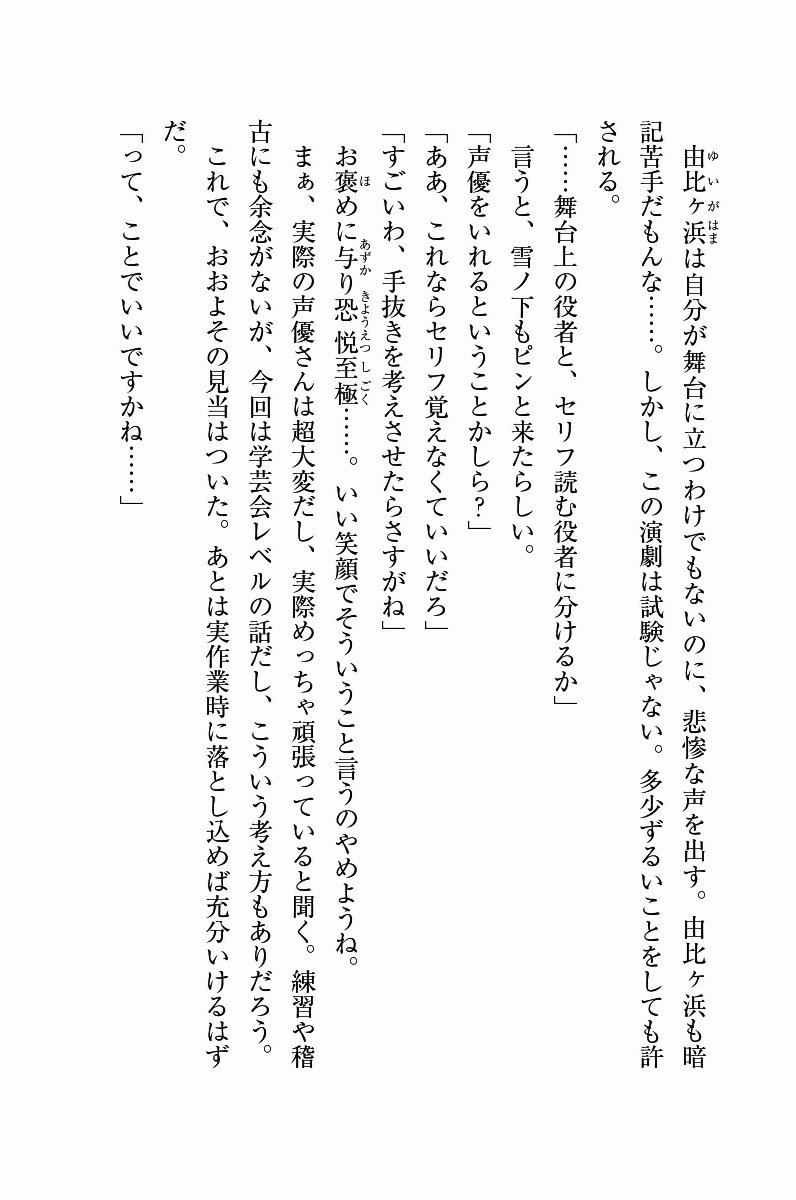 由比ヶ浜は自分が舞台に立つわけでもないのに、悲惨な声を出す。由比ヶ浜も暗
記苦手だもんな……。しかし、この演劇は試験じゃない。多少ずるいことをしても許
される。
「……舞台上の役者と、セリフ読む役者に分けるか」
言うと、雪ノ下もピンと来たらしい。
「声優をいれるということかしら?」
「ああ、これならセリフ覚えなくていいだろ」
「すごいわ、手抜きを考えさせたらさすがね」
お褒めに与り恐悦至極……。いい笑顔でそういうこと言うのやめようね。
まぁ、実際の声優さんは超大変だし、実際めっちゃ頑張っていると聞く。練習や稽
古にも余念がないが、今回は学芸会レベルの話だし、こういう考え方もありだろう。
これで、おおよその見当はついた。あとは実作業時に落とし込めば充分いけるはず
だ。
「って、ことでいいですかね……」